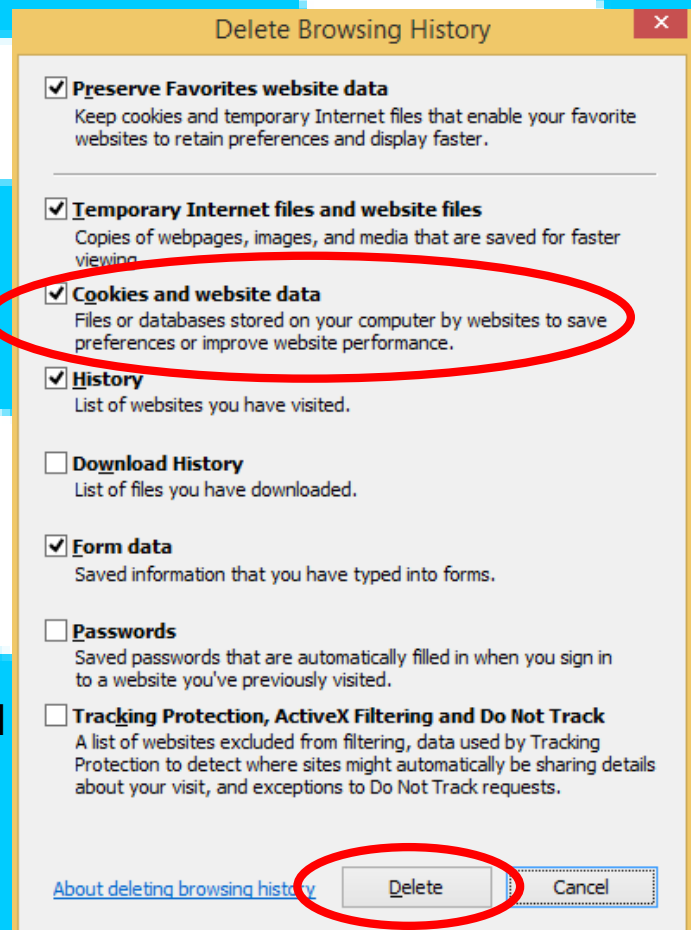 Delete Browsing History
Preserve Favorites website data
Keep cookies and temporary Internet files that enable your favorite
websites to retain preferences and display faster.
Temporary Internet files and website files
Copies of webpages, images, and media that are saved for faster
viewing.
Cookies and website data
Files or databases stored on your computer by websites to save
preferences or improve website performance.
History
List of websites you have visited.
Download History
List of files you have downloaded.
Form data
Saved information that you have typed into forms.
Passwords
Saved passwords that are automatically filled in when you sign in
to a website you've previously visited.
Tracking Protection, ActiveX Filtering and Do Not Track
A list of websites excluded from filtering, data used by Tracking
Protection to detect where sites might automatically be sharing details
about your visit, and exceptions to Do Not Track requests.
About deleting browsing history Delete Cancel